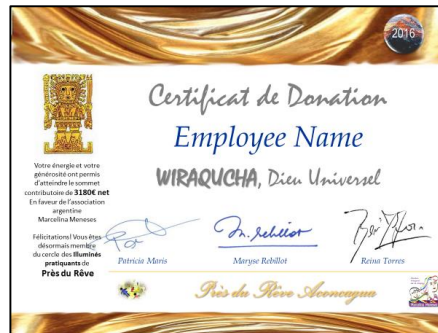 2016
Certificat de Donation
Employee Name
WIRAQUCHA, Dieu Universel
Votre énergie et votre
générosité ont permis
d'atteindre le sommet
contributoire de 3180€ net
En faveur de l'association
argentine
Marcelina Meneses
Félicitations! Vous êtes
désormais membre
du cercle des Illuminés
pratiquants de
Près du Rêve
M. Rebillot
Patricia Maris
Maryse Rebillot
Reina Torres
Près du Rêve Aconcagua